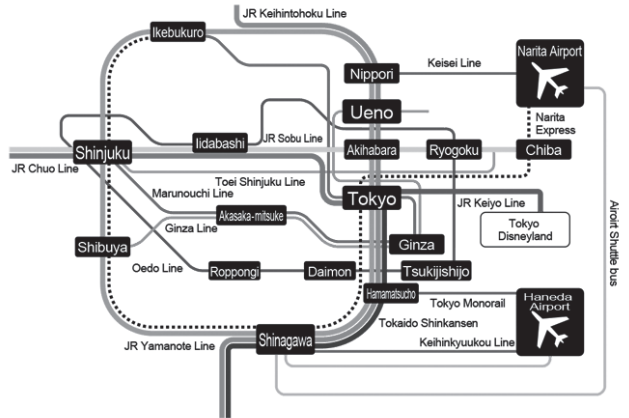 JR Keihintohoku Line
Ikebukuro
Narita Airport
Nippori
Keisei Line
Ueno
Narita
Express
Iidabashi
JR Sobu Line
Shinjuku
Akihabara
Ryogoku
Chiba
JR Chuo Line
Toei Shinjuku Line
Marunouchi Line
Tokyo
JR Keiyo Line
Akasaka-mitsuke
Ginza Line
Tokyo
Disneyland
Shibuya
Ginza
Oedo Line
Roppongi
Daimon
Tsukijishijo
Airoirt Shuttle bus
Hamamatsucho
Tokyo Monorail
Haneda
Airport
Tokaido Shinkansen
JR Yamanote Line
Shinagawa
Keihinkyuukou Line